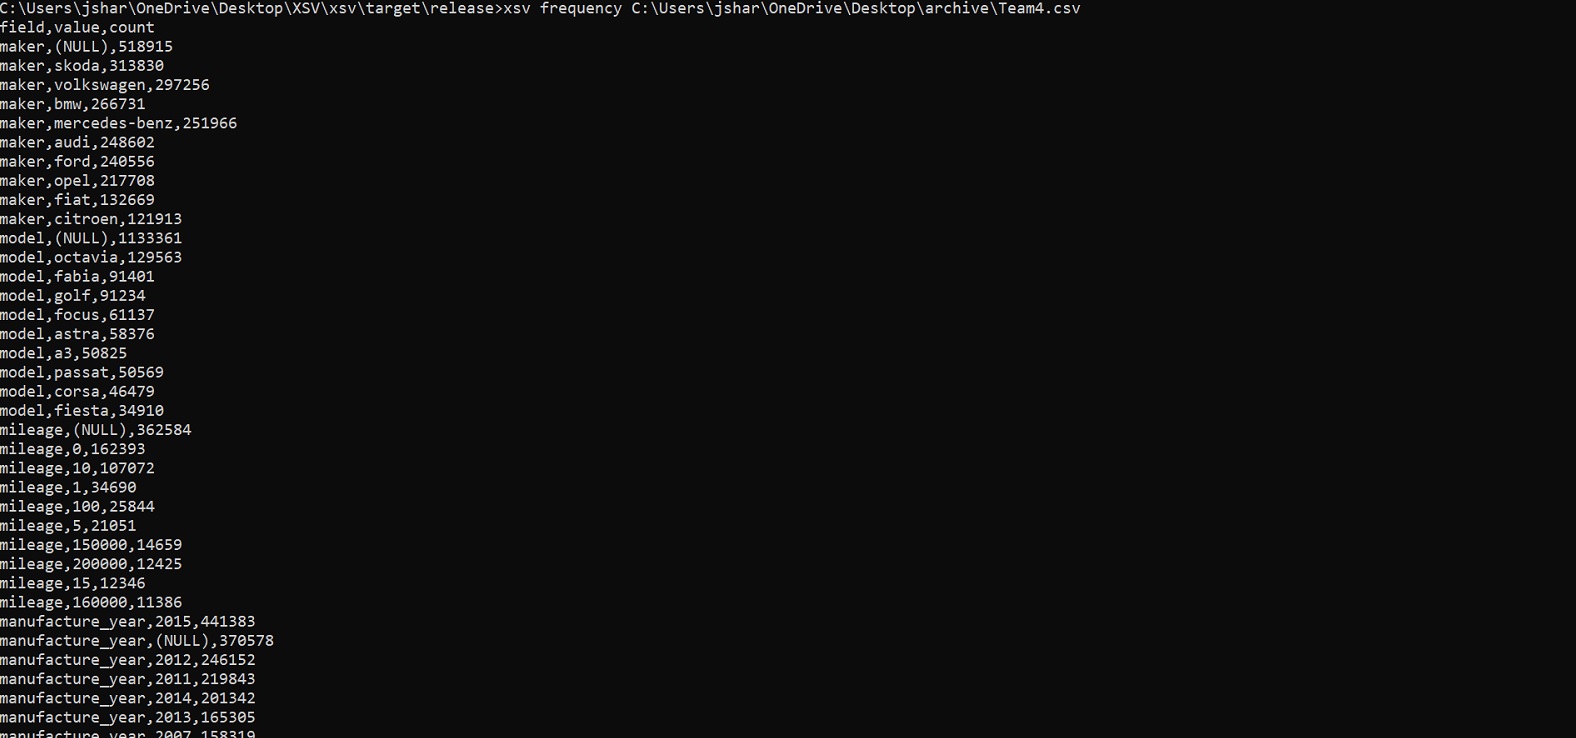 C:\Users\jshar\OneDrive\Desktop\XSV\xsv\target\release>xsv frequency C:\Users\jshar\OneDrive\Desktop\archive\Team4.csv
field,value,count
maker,(NULL),518915
maker,skoda,313830
maker,volkswagen,297256
maker,bmw,266731
maker,mercedes-benz,251966
maker,audi,248602
maker,ford,240556
maker,opel,217708
maker,fiat,132669
maker,citroen,121913
model,(NULL),1133361
model,octavia,129563
model,fabia,91401
model,golf,91234
model,focus,61137
model,astra,58376
model,a3,50825
model,passat,50569
model,corsa,46479
model,fiesta,34910
mileage,(NULL),362584
mileage,0,162393
mileage,10,107072
mileage,1,34690
mileage,100,25844
mileage,5,21051
mileage,150000,14659
mileage,200000,12425
mileage,15,12346
mileage,160000,11386
manufacture_year,2015,441383
manufacture_year,(NULL),370578
manufacture_year,2012,246152
manufacture_year,2011,219843
manufacture_year,2014,201342
manufacture_year,2013,165305
manufacture_year,2007,158319